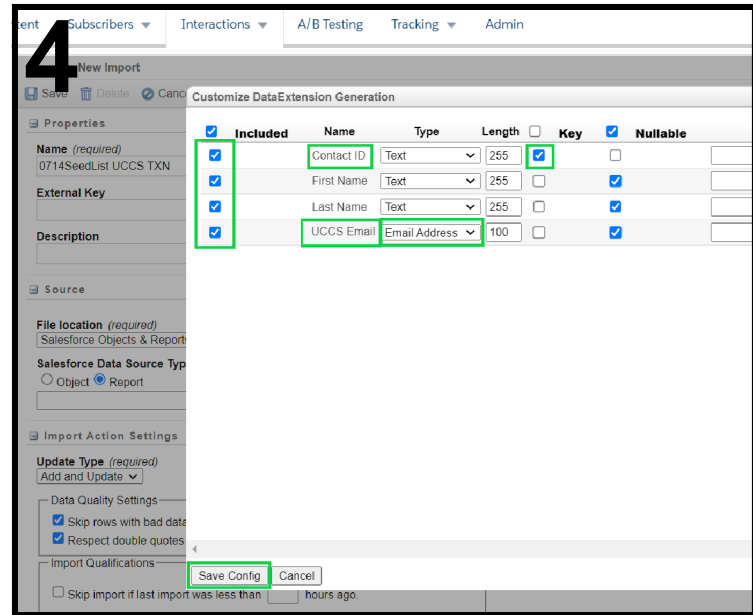 4
tent Subscribers Interactions A/B Testing Tracking Admin
New Import
Save Delete Canc
Customize DataExtension Generation
Properties
Included Name Type Length Key Nullable
Name (required)
0714SeedList UCCS TXN
Contact ID Text 255
External Key
First Name Text 255
Last Name Text 255
Description
UCCS Email Email Address 100
Source
File location (required)
Salesforce Objects & Reports
Salesforce Data Source Typ
Object Report
Import Action Settings
Update Type (required)
Add and Update
Data Quality Settings
Skip rows with bad data
Respect double quotes
Import Qualifications
Save Config Cancel
Skip import if last import was less than hours ago.